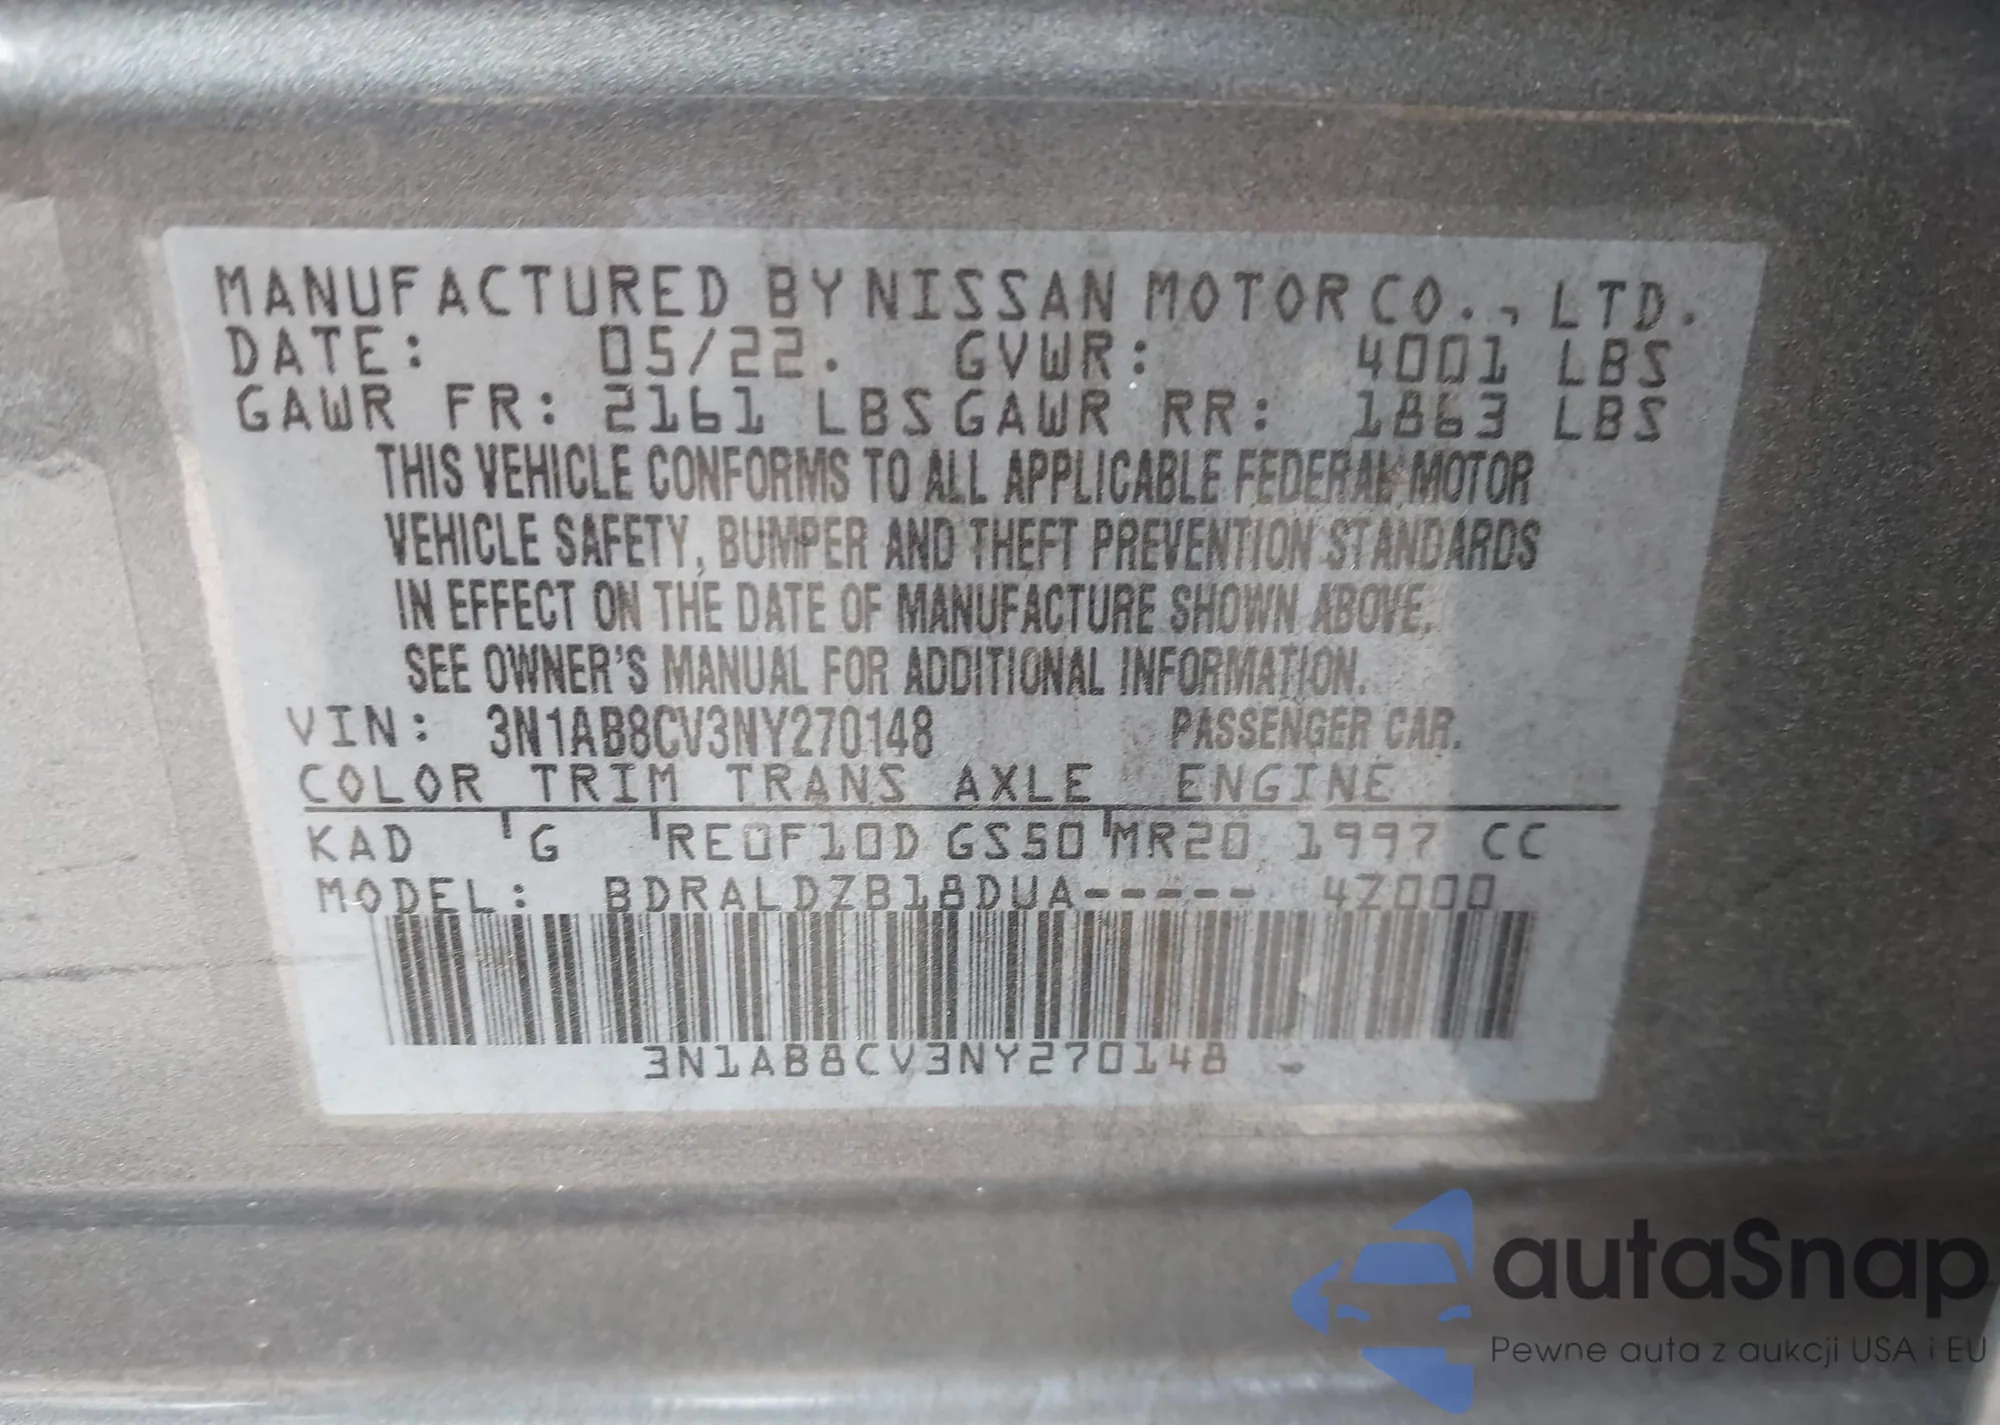 MANUFACTURED BY NISSAN MOTOR CO., LTD.
DATE: 05/22. GVWR: 4001 LBS
GAWR FR: 2161 LBS GAWR RR: 1863 LBS
THIS VEHICLE CONFORMS TO ALL APPLICABLE FEDERAL MOTOR
VEHICLE SAFETY, BUMPER AND THEFT PREVENTION STANDARDS
IN EFFECT ON THE DATE OF MANUFACTURE SHOWN ABOVE.
SEE OWNER'S MANUAL FOR ADDITIONAL INFORMATION.
VIN: 3N1AB8CV3NY270148 PASSENGER CAR.
COLOR TRIM TRANS AXLE ENGINE
KAD G RE0F10D GS50 MR20 1997 CC
MODEL: BDRALDZB18DUA----- 4Z000
3N1AB8CV3NY270148
autaSnap
Pewne auta z aukcji USA i EU